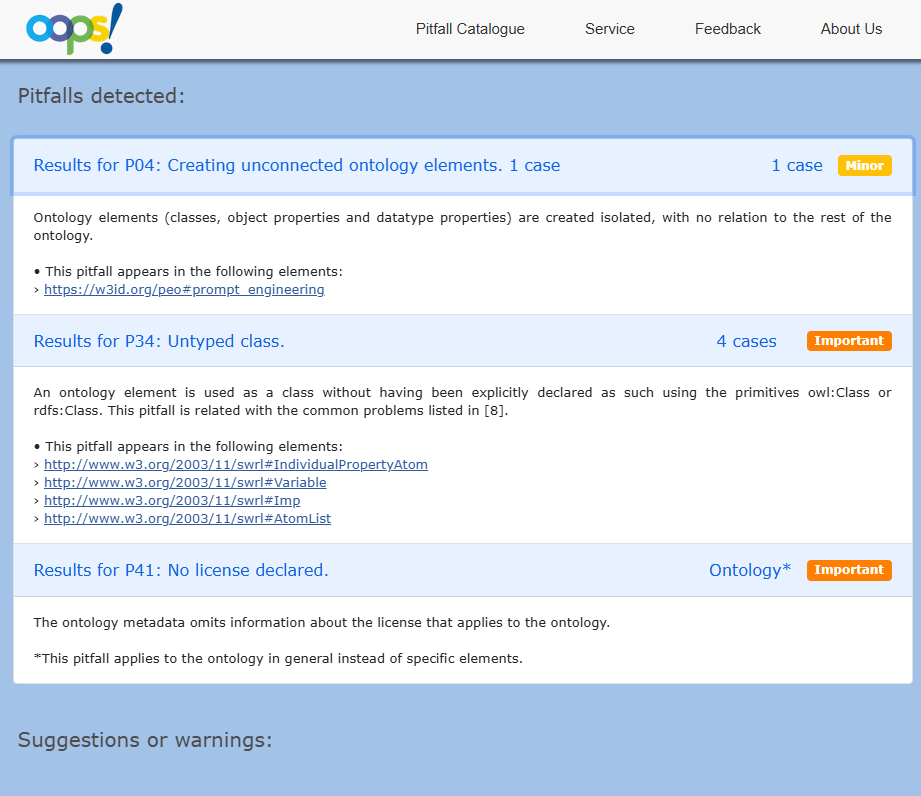 oops!
Pitfall Catalogue Service Feedback About Us
Pitfalls detected:
Results for P04: Creating unconnected ontology elements. 1 case 1 case Minor
Ontology elements (classes, object properties and datatype properties) are created isolated, with no relation to the rest of the
ontology.
• This pitfall appears in the following elements:
› https://w3id.org/peo#prompt_engineering
Results for P34: Untyped class. 4 cases Important
An ontology element is used as a class without having been explicitly declared as such using the primitives owl:Class or
rdfs:Class. This pitfall is related with the common problems listed in [8].
• This pitfall appears in the following elements:
› http://www.w3.org/2003/11/swrl#IndividualPropertyAtom
› http://www.w3.org/2003/11/swrl#Variable
› http://www.w3.org/2003/11/swrl#Imp
› http://www.w3.org/2003/11/swrl#AtomList
Results for P41: No license declared. Ontology* Important
The ontology metadata omits information about the license that applies to the ontology.
*This pitfall applies to the ontology in general instead of specific elements.
Suggestions or warnings: